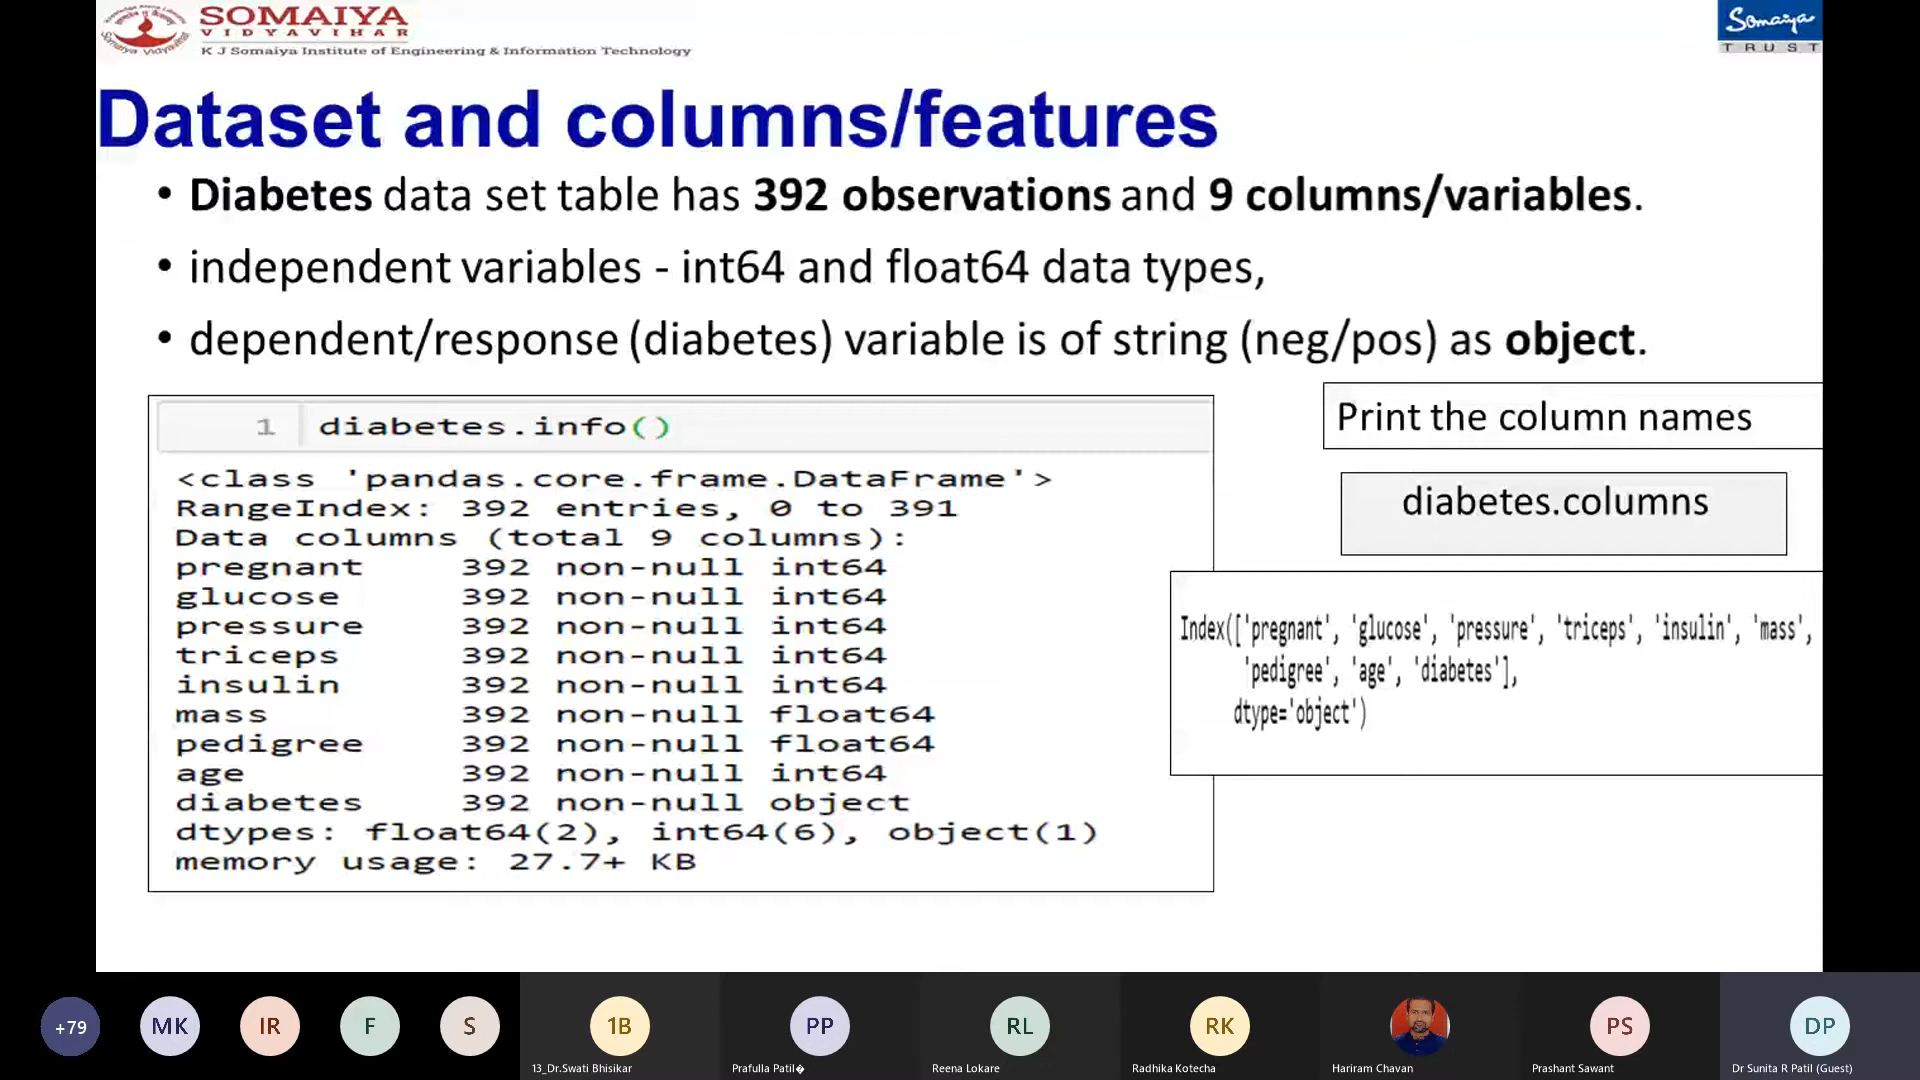 SOMAIYA
VIDYAVIHAR
K J Somaiya Institute of Engineering & Information Technology
Somaiya
TRUST
Dataset and columns/features
• Diabetes data set table has 392 observations and 9 columns/variables.
• independent variables - int64 and float64 data types,
• dependent/response (diabetes) variable is of string (neg/pos) as object.
1 diabetes.info()
<class 'pandas.core.frame.DataFrame'>
RangeIndex: 392 entries, 0 to 391
Data columns (total 9 columns):
pregnant 392 non-null int64
glucose 392 non-null int64
pressure 392 non-null int64
triceps 392 non-null int64
insulin 392 non-null int64
mass 392 non-null float64
pedigree 392 non-null float64
age 392 non-null int64
diabetes 392 non-null object
dtypes: float64(2), int64(6), object(1)
memory usage: 27.7+ KB
Print the column names
diabetes.columns
Index(['pregnant', 'glucose', 'pressure', 'triceps', 'insulin', 'mass',
'pedigree', 'age', 'diabetes'],
dtype='object')
+79
MK
IR
F
S
1B
13_Dr.Swati Bhisikar
PP
Prafulla Patil�
RL
Reena Lokare
RK
Radhika Kotecha
Hariram Chavan
PS
Prashant Sawant
DP
Dr Sunita R Patil (Guest)